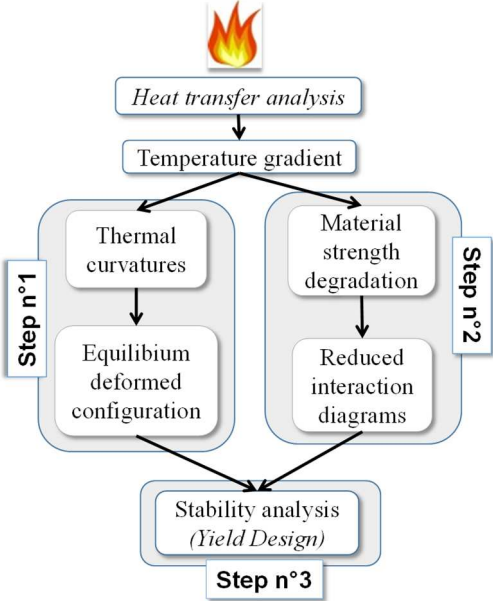 Heat transfer analysis
Temperature gradient
Step n°1
Thermal
curvatures
Equilibium
deformed
configuration
Material
strength
degradation
Reduced
interaction
diagrams
Step n°2
Stability analysis
(Yield Design)
Step n°3